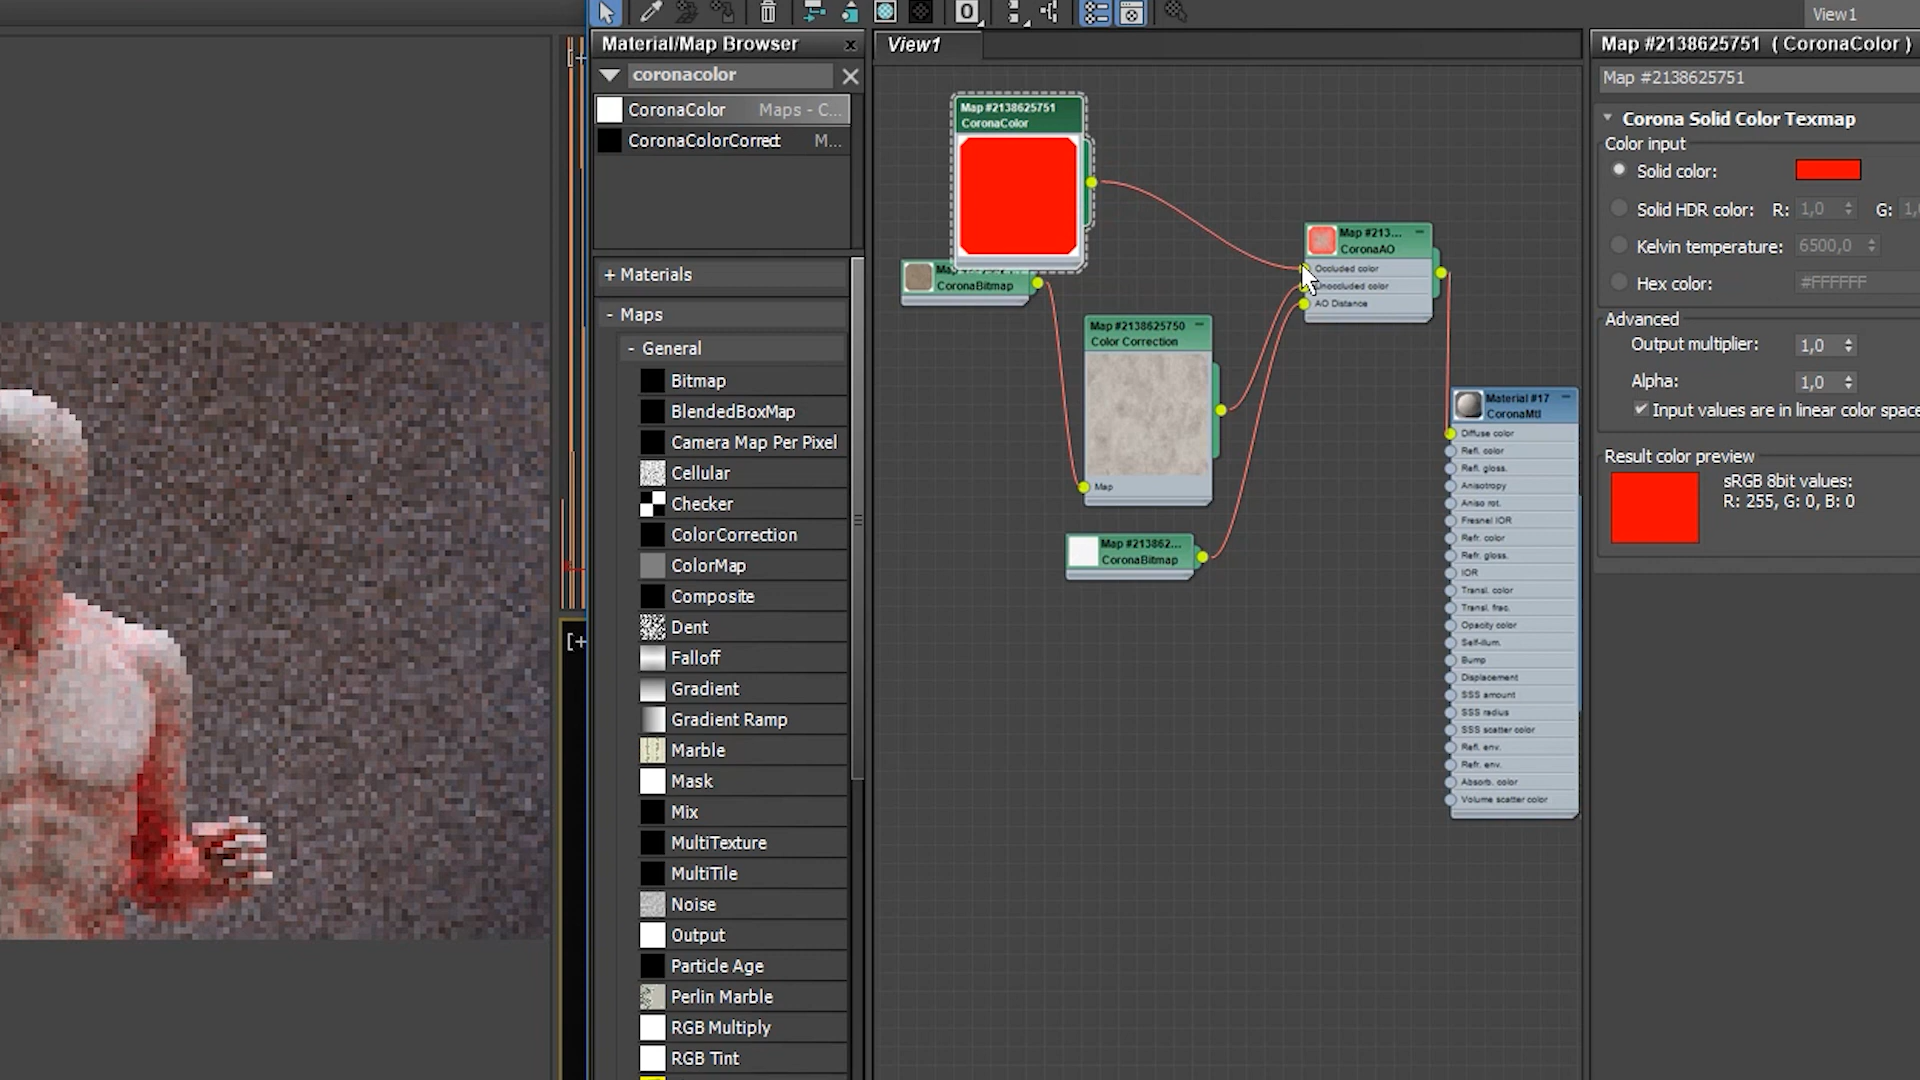 View1
Material/Map Browser
x
coronacolor
CoronaColor Maps - C...
CoronaColorCorrect M...
+ Materials
- Maps
- General
Bitmap
BlendedBoxMap
Camera Map Per Pixel
Cellular
Checker
Color Correction
ColorMap
Composite
Dent
Falloff
Gradient
Gradient Ramp
Marble
Mask
Mix
MultiTexture
MultiTile
Noise
Output
Particle Age
Perlin Marble
RGB Multiply
RGB Tint
[+
[+
View1
Map #2138625751
CoronaColor
CoronaBitmap
Map #2138625750
Color Correction
Map
Map #213862...
CoronaBitmap
Map #213...
CoronaAO
Occluded color
Unoccluded color
AO Distance
Material #17
CoronaMtl
Diffuse color
Refl. color
Refl. gloss.
Anisotropy
Aniso rot.
Fresnel IOR
Refr. color
Refr. gloss.
IOR
Transl. color
Transl. frac.
Opacity color
Self-illum.
Bump
Displacement
SSS amount
SSS radius
SSS scatter color
Refl. env.
Refr. env.
Absorb. color
Volume scatter color
Map #2138625751 ( CoronaColor )
Map #2138625751
Corona Solid Color Texmap
Color input
Solid color:
Solid HDR color: R: 1,0 G: 1,0
Kelvin temperature: 6500,0
Hex color: #FFFFFF
Advanced
Output multiplier: 1,0
Alpha: 1,0
Input values are in linear color space
Result color preview
sRGB 8bit values:
R: 255, G: 0, B: 0